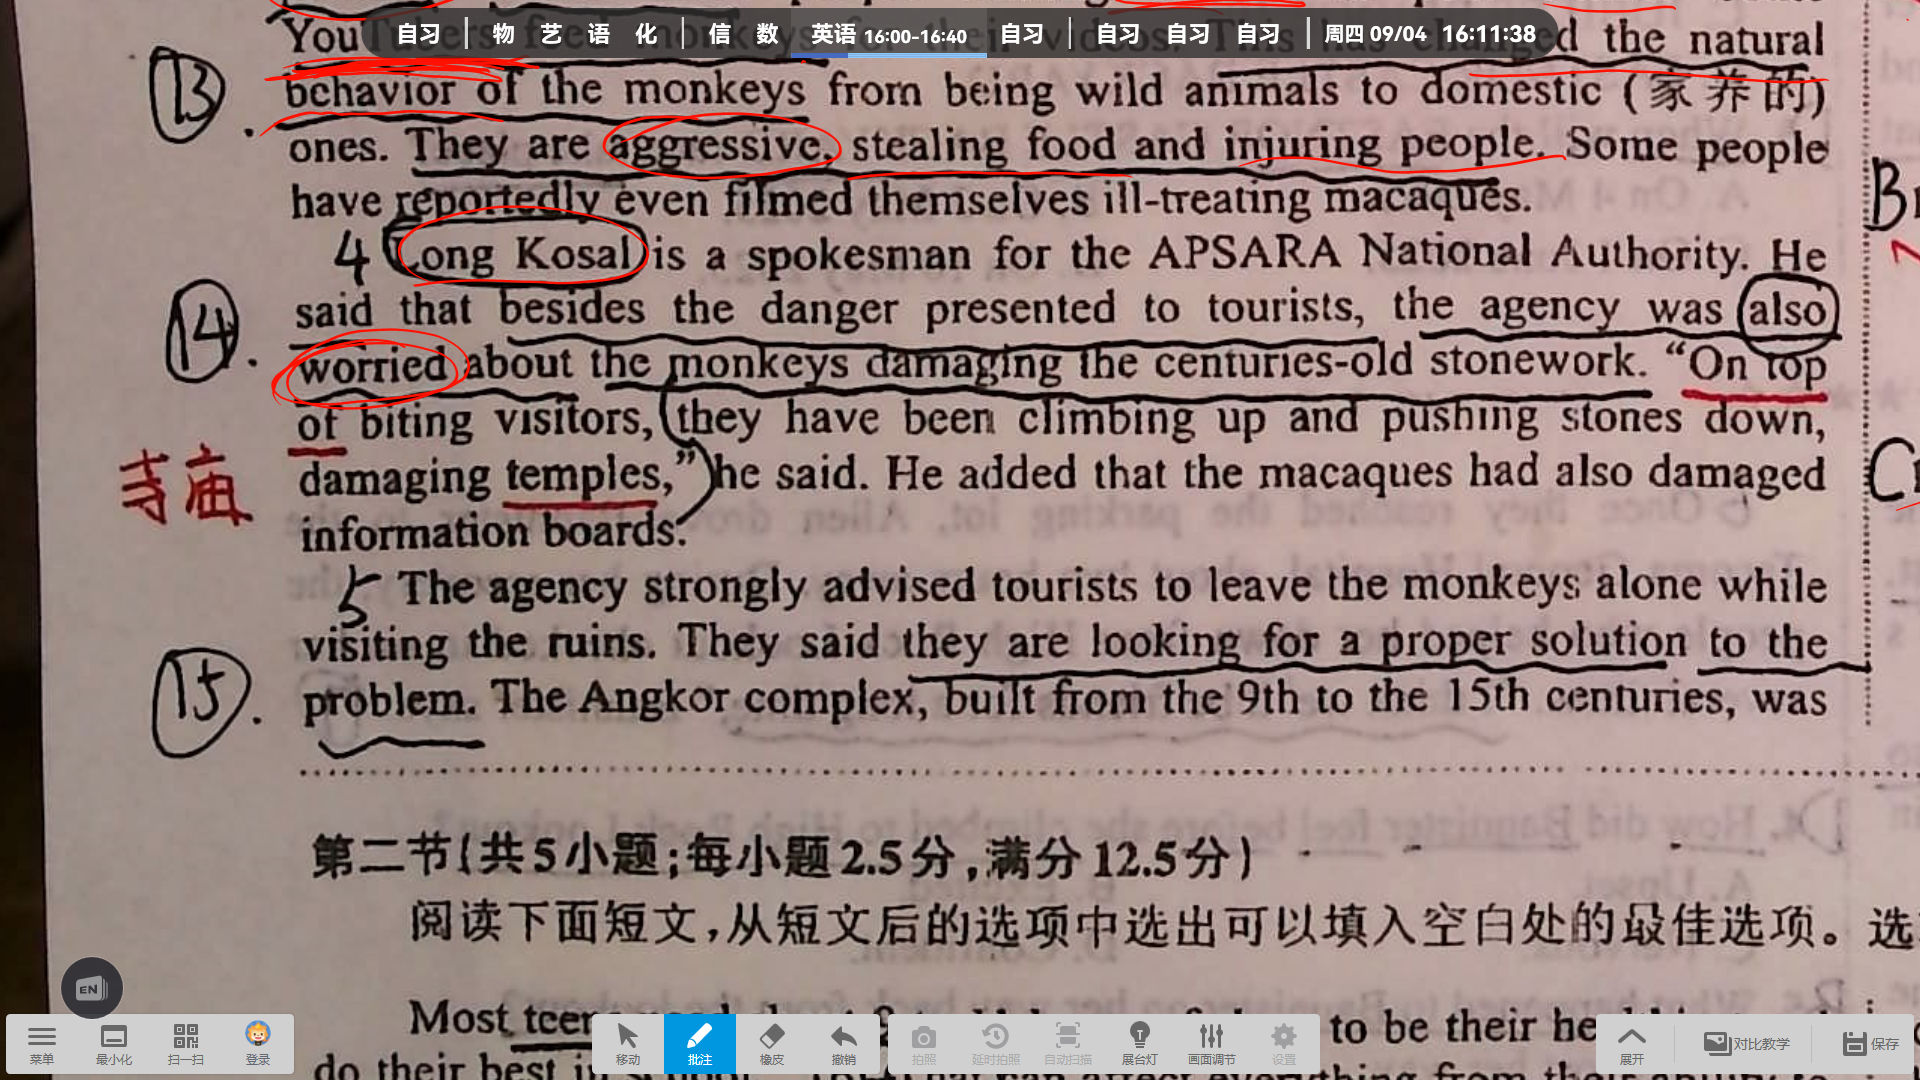 自习 | 物 艺 语 化 | 信 数 英语 16:00-16:40 自习 | 自习 自习 自习 | 周四 09/04 16:11:38
You the natural
13. behavior of the monkeys from being wild animals to domestic (家养的)
ones. They are aggressive, stealing food and injuring people. Some people
have reportedly even filmed themselves ill-treating macaques.
4 Long Kosal is a spokesman for the APSARA National Authority. He
14. said that besides the danger presented to tourists, the agency was also
worried about the monkeys damaging the centuries-old stonework. “On top
of biting visitors, they have been climbing up and pushing stones down,
寺庙 damaging temples,” he said. He added that the macaques had also damaged
information boards.
5 The agency strongly advised tourists to leave the monkeys alone while
visiting the ruins. They said they are looking for a proper solution to the
15. problem. The Angkor complex, built from the 9th to the 15th centuries, was
第二节(共5小题;每小题2.5分,满分12.5分)
阅读下面短文,从短文后的选项中选出可以填入空白处的最佳选项。选
EN
Most to be their
do their best in
菜单 最小化 扫一扫 登录 移动 批注 橡皮 撤销 拍照 延时拍照 自动扫描 展台灯 画面调节 设置 展开 对比教学 保存